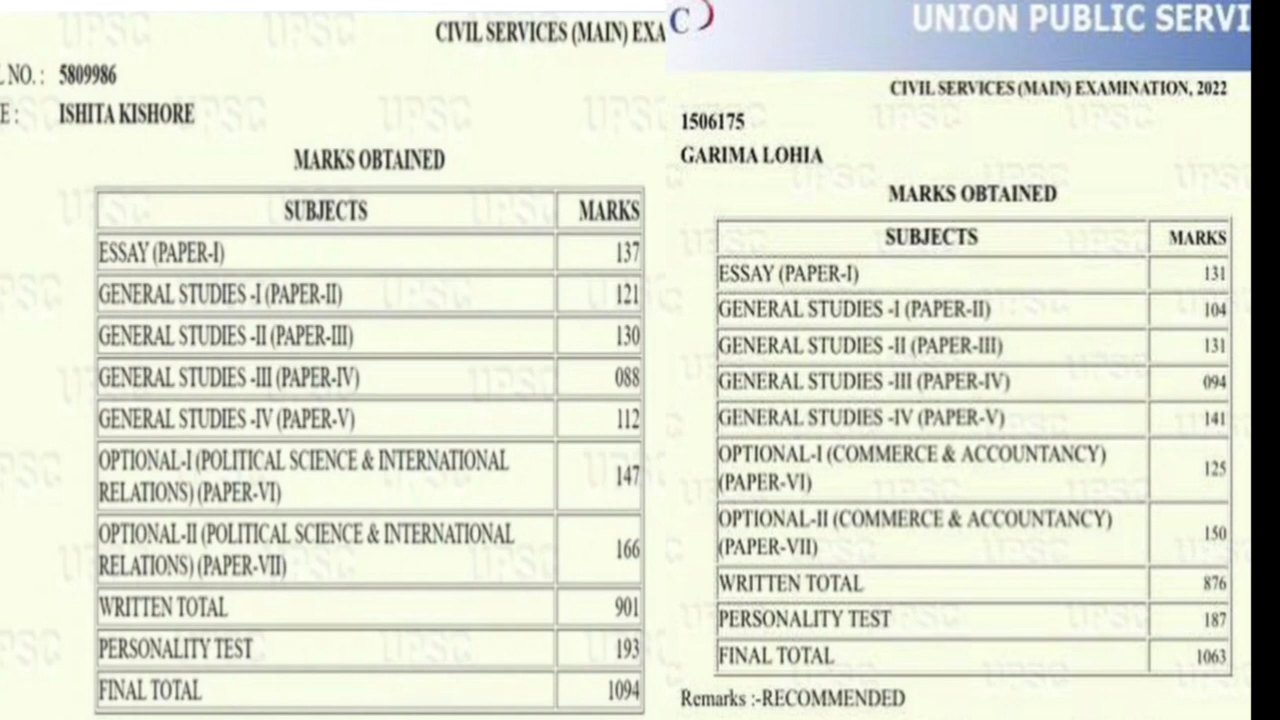 CIVIL SERVICES (MAIN) EXA
L NO. : 5809986
E : ISHITA KISHORE
MARKS OBTAINED
SUBJECTS MARKS
ESSAY (PAPER-I) 137
GENERAL STUDIES -I (PAPER-II) 121
GENERAL STUDIES -II (PAPER-III) 130
GENERAL STUDIES -III (PAPER-IV) 088
GENERAL STUDIES -IV (PAPER-V) 112
OPTIONAL-I (POLITICAL SCIENCE & INTERNATIONAL
RELATIONS) (PAPER-VI) 147
OPTIONAL-II (POLITICAL SCIENCE & INTERNATIONAL
RELATIONS) (PAPER-VII) 166
WRITTEN TOTAL 901
PERSONALITY TEST 193
FINAL TOTAL 1094
C
UNION PUBLIC SERVI
CIVIL SERVICES (MAIN) EXAMINATION, 2022
1506175
GARIMA LOHIA
MARKS OBTAINED
SUBJECTS MARKS
ESSAY (PAPER-I) 131
GENERAL STUDIES -I (PAPER-II) 104
GENERAL STUDIES -II (PAPER-III) 131
GENERAL STUDIES -III (PAPER-IV) 094
GENERAL STUDIES -IV (PAPER-V) 141
OPTIONAL-I (COMMERCE & ACCOUNTANCY)
(PAPER-VI) 125
OPTIONAL-II (COMMERCE & ACCOUNTANCY)
(PAPER-VII) 150
WRITTEN TOTAL 876
PERSONALITY TEST 187
FINAL TOTAL 1063
Remarks :-RECOMMENDED